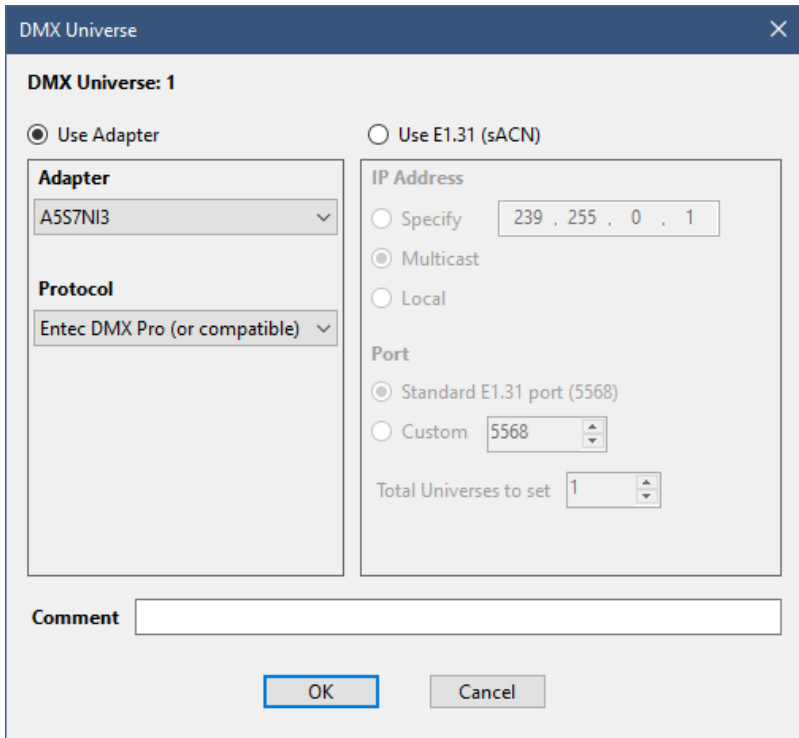 DMX Universe
DMX Universe: 1
Use Adapter
Use E1.31 (sACN)
Adapter
A5S7NI3
Protocol
Entec DMX Pro (or compatible)
IP Address
Specify 239 . 255 . 0 . 1
Multicast
Local
Port
Standard E1.31 port (5568)
Custom 5568
Total Universes to set 1
Comment
OK
Cancel